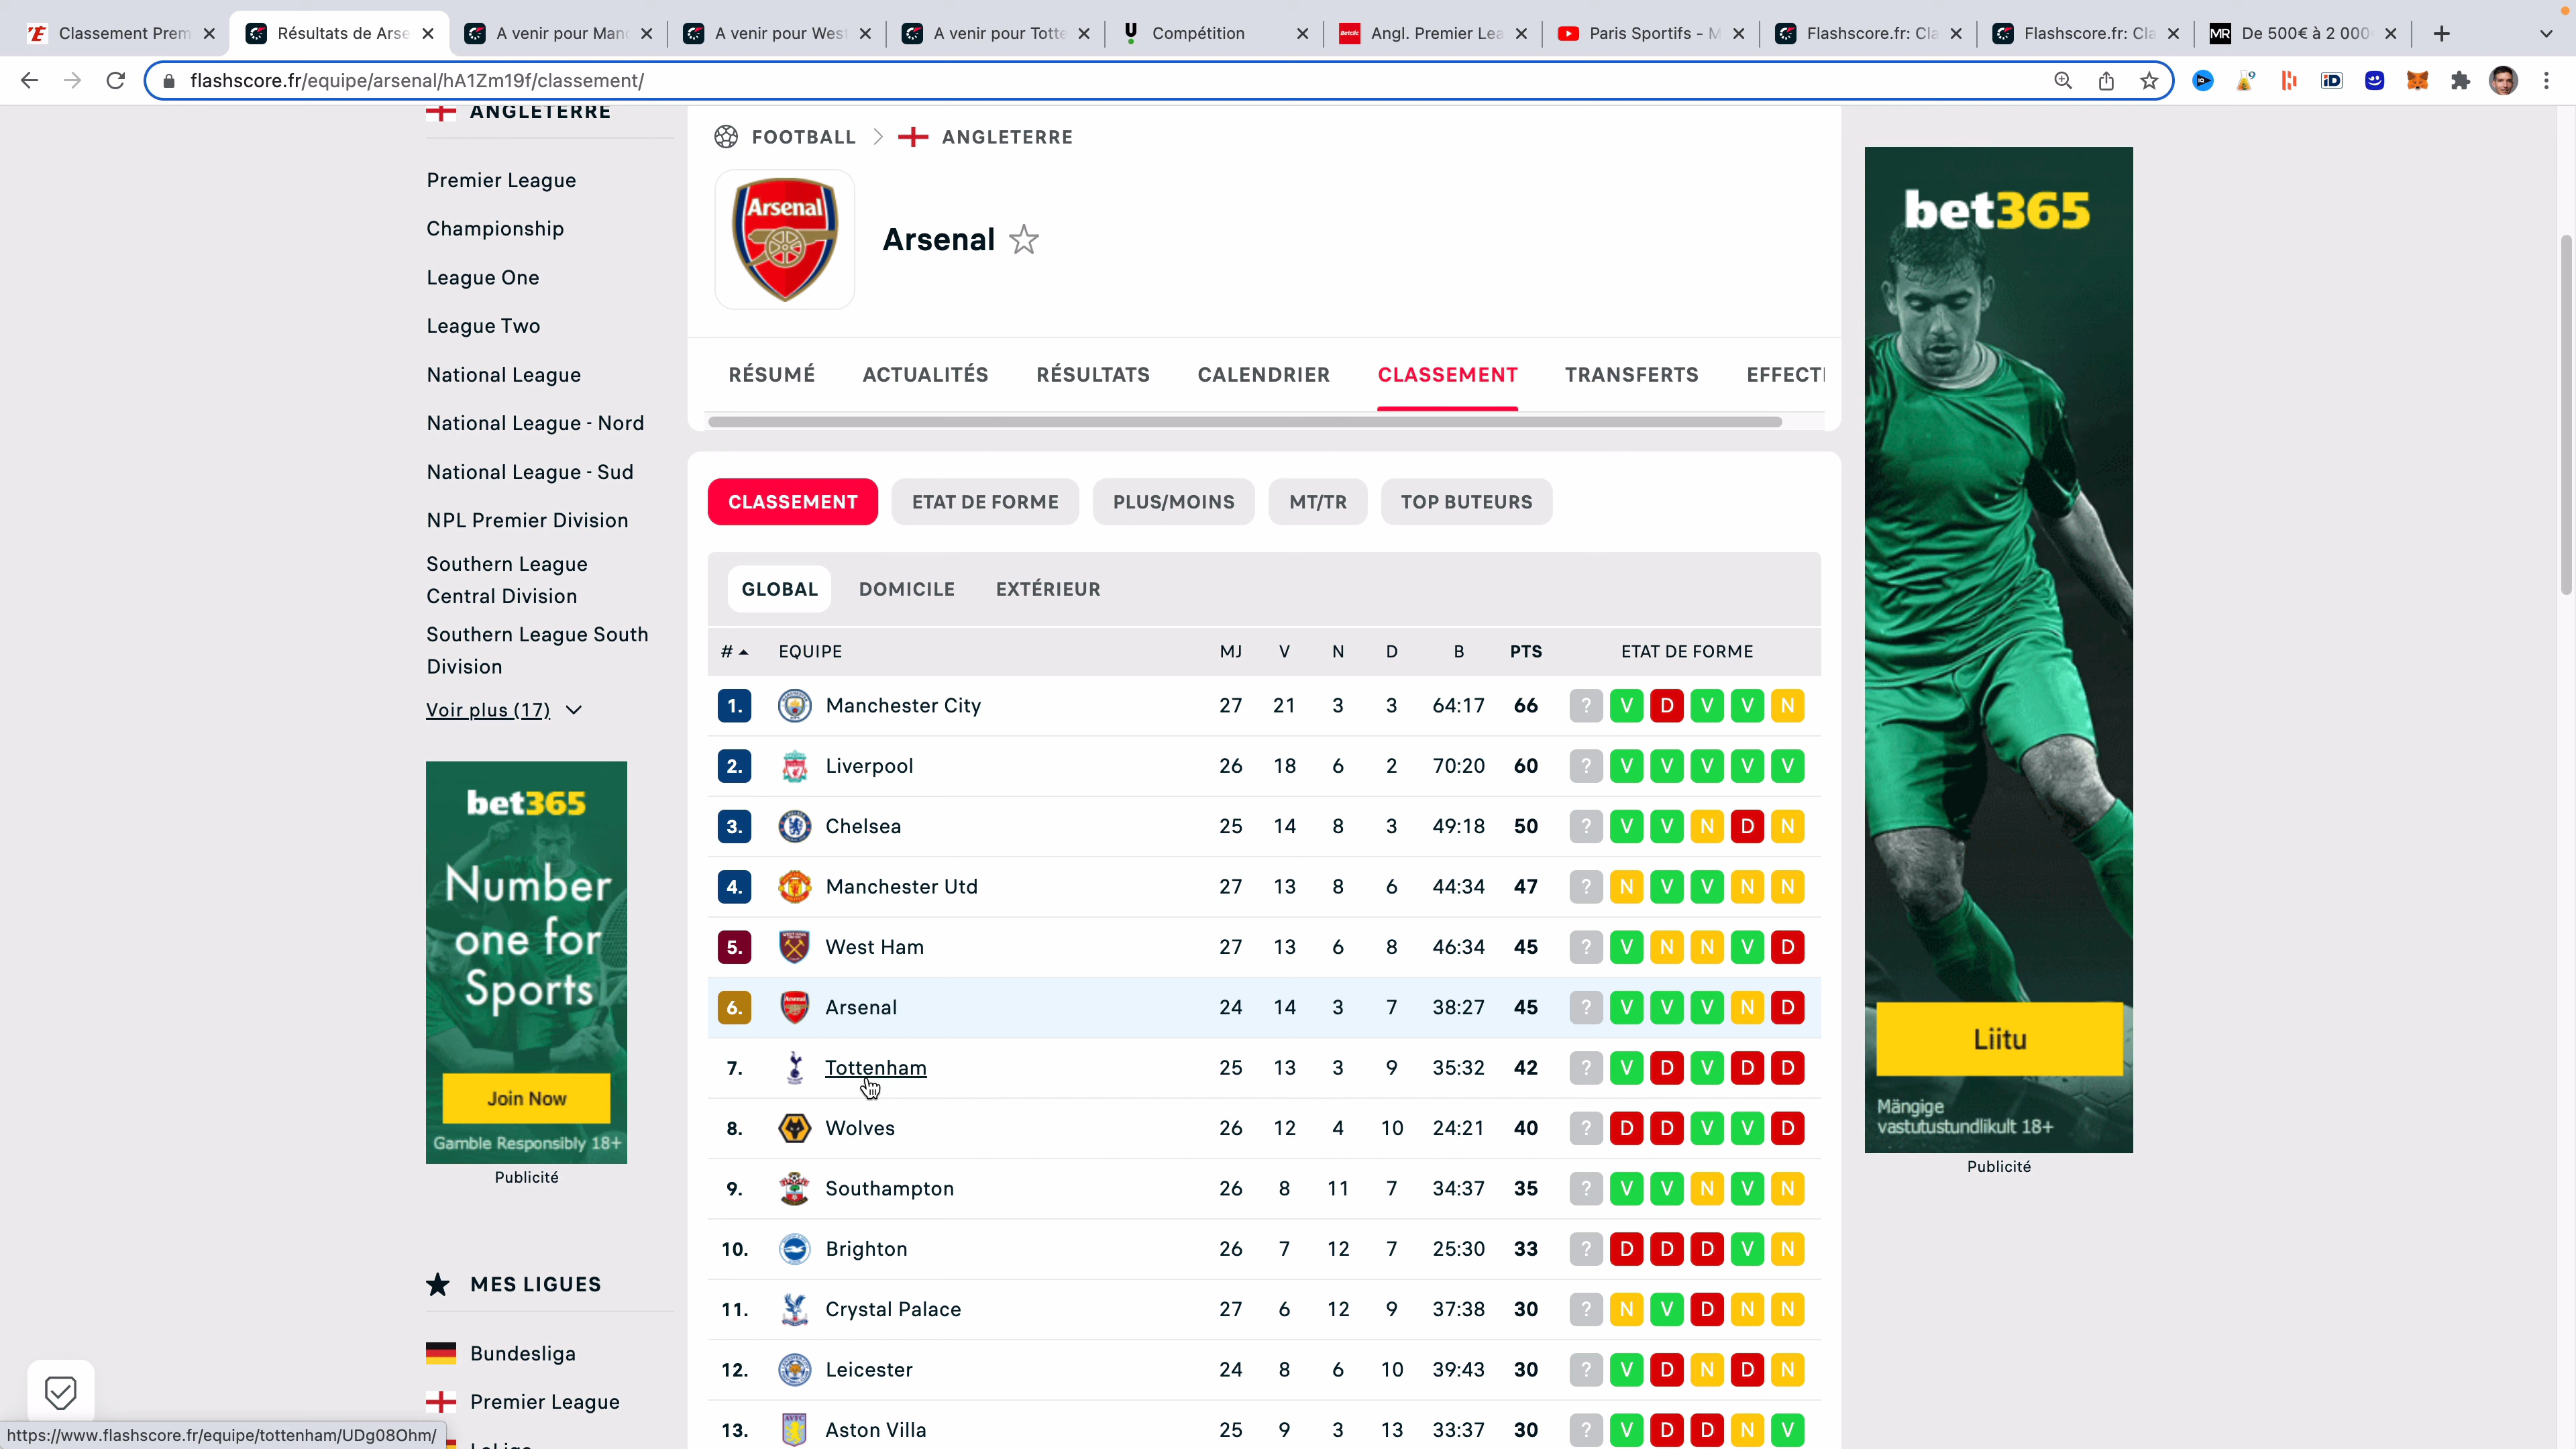 Classement Prem
Résultats de Arse
A venir pour Manc
A venir pour West
A venir pour Totte
Compétition
Angl. Premier Lea
Paris Sportifs - M
Flashscore.fr: Cla
Flashscore.fr: Cla
MR De 500€ à 2 000
flashscore.fr/equipe/arsenal/hA1Zm19f/classement/
ANGLETERRE
Premier League
Championship
League One
League Two
National League
National League - Nord
National League - Sud
NPL Premier Division
Southern League
Central Division
Southern League South
Division
Voir plus (17)
bet365
Number
one for
Sports
Join Now
Gamble Responsibly 18+
Publicité
MES LIGUES
Bundesliga
Premier League
https://www.flashscore.fr/equipe/tottenham/UDg08Ohm/
FOOTBALL > ANGLETERRE
Arsenal
Arsenal
RÉSUMÉ ACTUALITÉS RÉSULTATS CALENDRIER CLASSEMENT TRANSFERTS EFFECTI
CLASSEMENT ETAT DE FORME PLUS/MOINS MT/TR TOP BUTEURS
GLOBAL DOMICILE EXTÉRIEUR
# EQUIPE MJ V N D B PTS ETAT DE FORME
1. Manchester City 27 21 3 3 64:17 66 ? V D V V N
2. Liverpool 26 18 6 2 70:20 60 ? V V V V V
3. Chelsea 25 14 8 3 49:18 50 ? V V N D N
4. Manchester Utd 27 13 8 6 44:34 47 ? N V V N N
5. West Ham 27 13 6 8 46:34 45 ? V N N V D
6. Arsenal 24 14 3 7 38:27 45 ? V V V N D
7. Tottenham 25 13 3 9 35:32 42 ? V D V D D
8. Wolves 26 12 4 10 24:21 40 ? D D V V D
9. Southampton 26 8 11 7 34:37 35 ? V V N V N
10. Brighton 26 7 12 7 25:30 33 ? D D D V N
11. Crystal Palace 27 6 12 9 37:38 30 ? N V D N N
12. Leicester 24 8 6 10 39:43 30 ? V D N D N
13. Aston Villa 25 9 3 13 33:37 30 ? V D D N V
bet365
Liitu
Mängige
vastutustundlikult 18+
Publicité